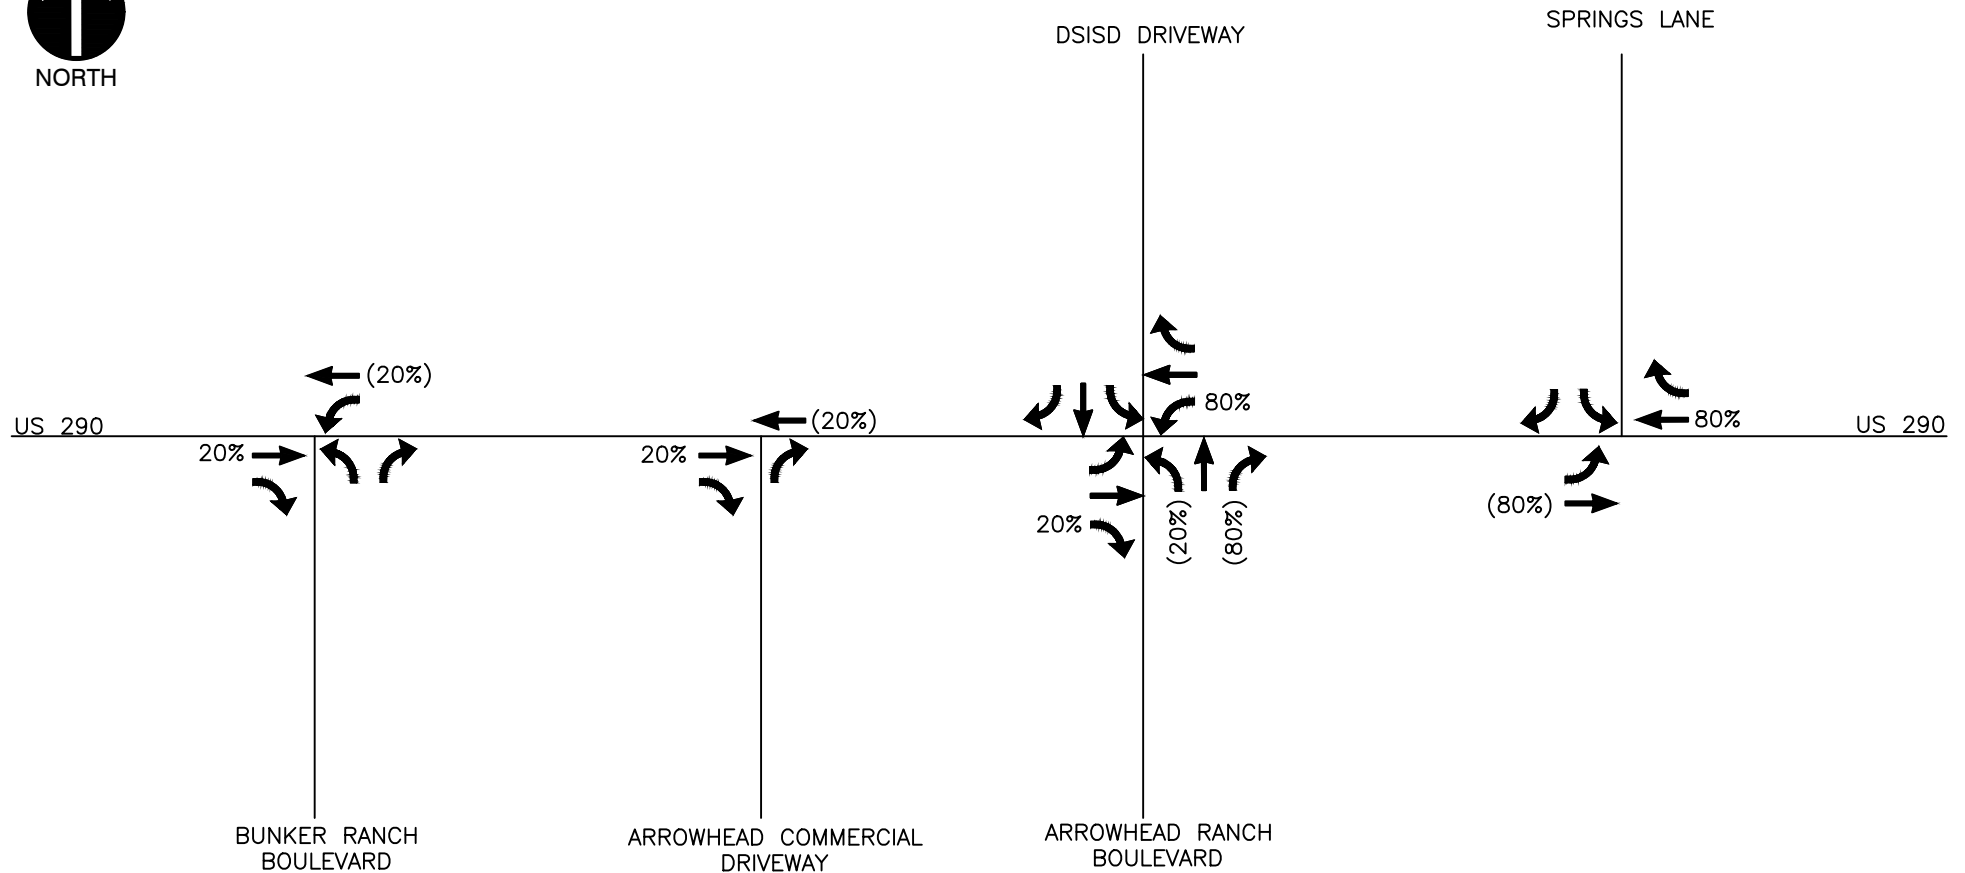 NORTH
DSISD DRIVEWAY
SPRINGS LANE
US 290
(20%)
20%
(20%)
20%
80%
20%
(20%)
(80%)
80%
(80%)
US 290
BUNKER RANCH
BOULEVARD
ARROWHEAD COMMERCIAL
DRIVEWAY
ARROWHEAD RANCH
BOULEVARD